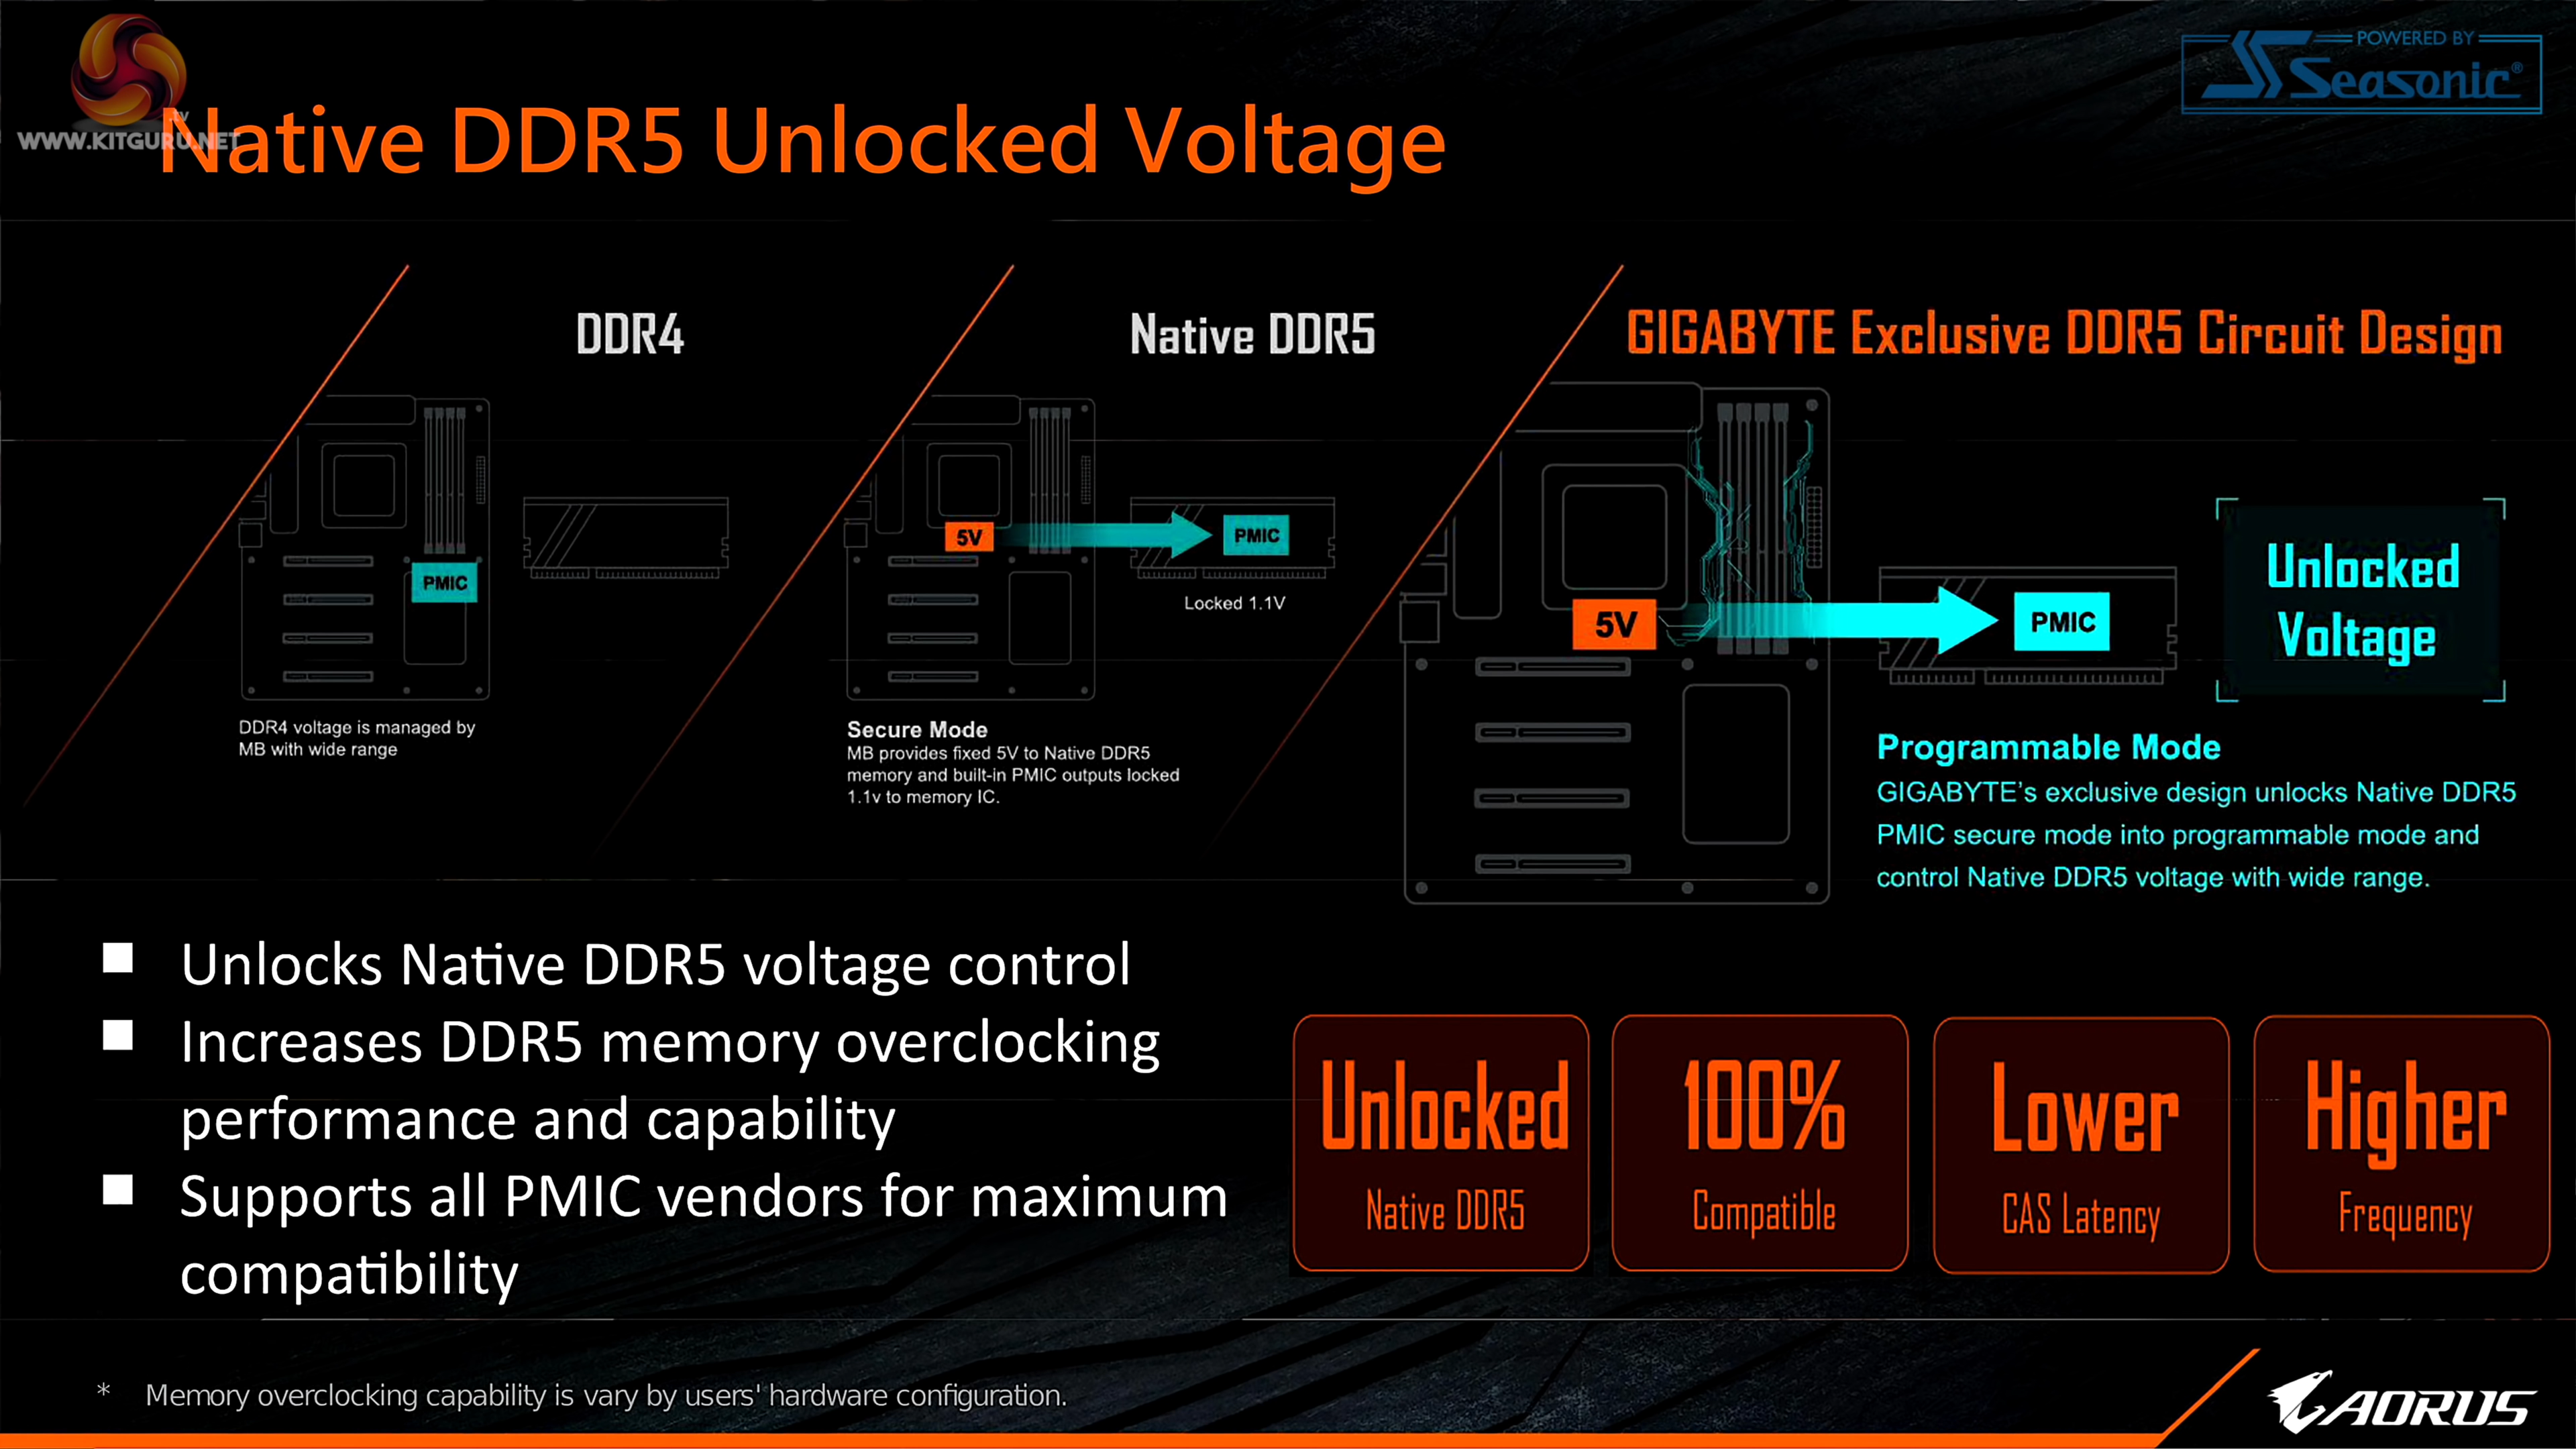 WWW.KITGURU.NET
POWERED BY
Seasonic®
Native DDR5 Unlocked Voltage
DDR4
PMIC
DDR4 voltage is managed by
MB with wide range
Native DDR5
5V
PMIC
Locked 1.1V
Secure Mode
MB provides fixed 5V to Native DDR5
memory and built-in PMIC outputs locked
1.1v to memory IC.
GIGABYTE Exclusive DDR5 Circuit Design
5V
PMIC
Unlocked
Voltage
Programmable Mode
GIGABYTE's exclusive design unlocks Native DDR5
PMIC secure mode into programmable mode and
control Native DDR5 voltage with wide range.
■ Unlocks Native DDR5 voltage control
■ Increases DDR5 memory overclocking
performance and capability
■ Supports all PMIC vendors for maximum
compatibility
Unlocked
Native DDR5
100%
Compatible
Lower
CAS Latency
Higher
Frequency
* Memory overclocking capability is vary by users' hardware configuration.
AORUS